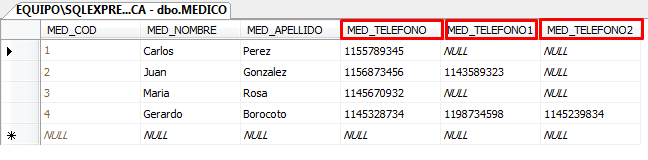 EQUIPO\SQLEXPRE...CA - dbo.MEDICO
MED_COD MED_NOMBRE MED_APELLIDO MED_TELEFONO MED_TELEFONO1 MED_TELEFONO2
1 Carlos Perez 1155789345 NULL NULL
2 Juan Gonzalez 1156873456 1143589323 NULL
3 Maria Rosa 1145670932 NULL NULL
4 Gerardo Borocoto 1145328734 1198734598 1145239834
NULL NULL NULL NULL NULL NULL